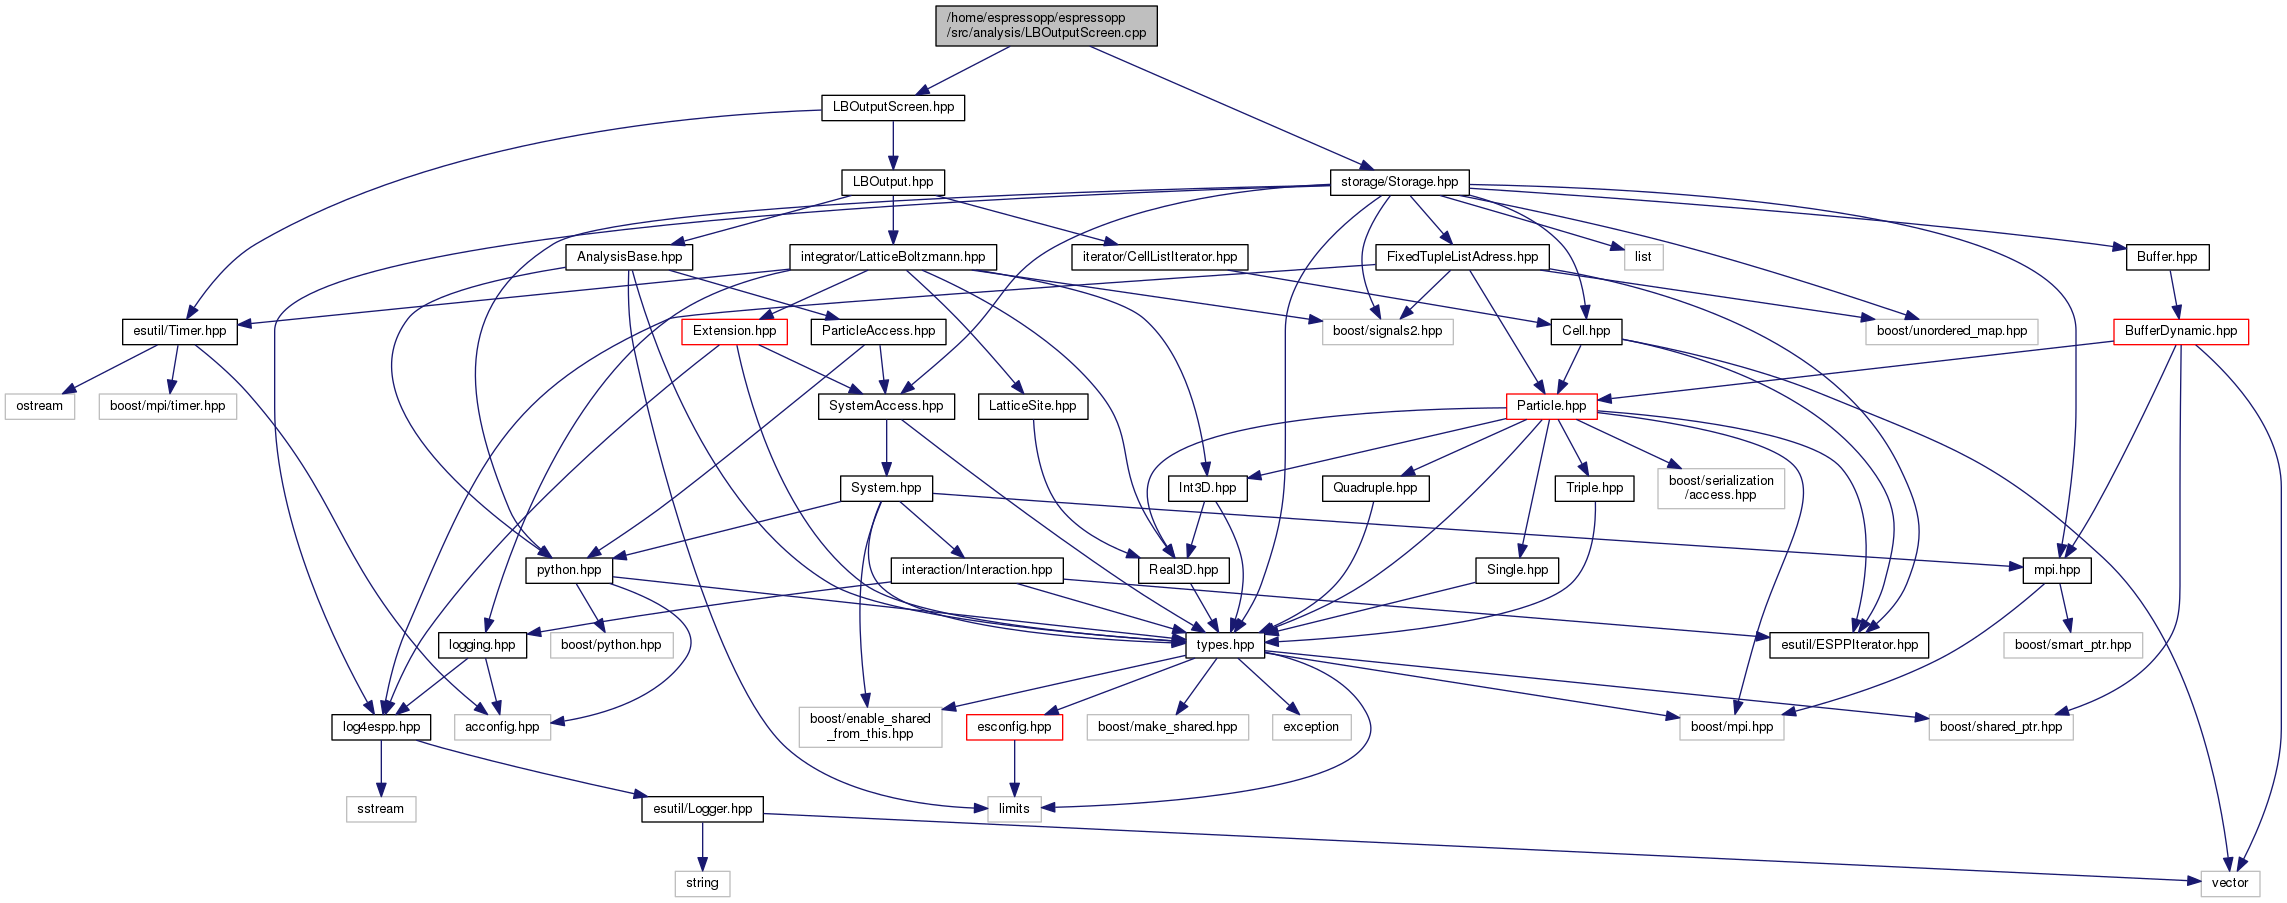 /home/espressopp/espressopp
/src/analysis/LBOutputScreen.cpp
LBOutputScreen.hpp
LBOutput.hpp
storage/Storage.hpp
AnalysisBase.hpp
integrator/LatticeBoltzmann.hpp
iterator/CellListIterator.hpp
FixedTupleListAdress.hpp
list
Buffer.hpp
esutil/Timer.hpp
Extension.hpp
ParticleAccess.hpp
boost/signals2.hpp
Cell.hpp
boost/unordered_map.hpp
BufferDynamic.hpp
ostream
boost/mpi/timer.hpp
SystemAccess.hpp
LatticeSite.hpp
Particle.hpp
System.hpp
Int3D.hpp
Quadruple.hpp
Triple.hpp
boost/serialization
/access.hpp
python.hpp
interaction/Interaction.hpp
Real3D.hpp
Single.hpp
mpi.hpp
logging.hpp
boost/python.hpp
types.hpp
esutil/ESPPIterator.hpp
boost/smart_ptr.hpp
log4espp.hpp
acconfig.hpp
boost/enable_shared
_from_this.hpp
esconfig.hpp
boost/make_shared.hpp
exception
boost/mpi.hpp
boost/shared_ptr.hpp
sstream
esutil/Logger.hpp
limits
string
vector